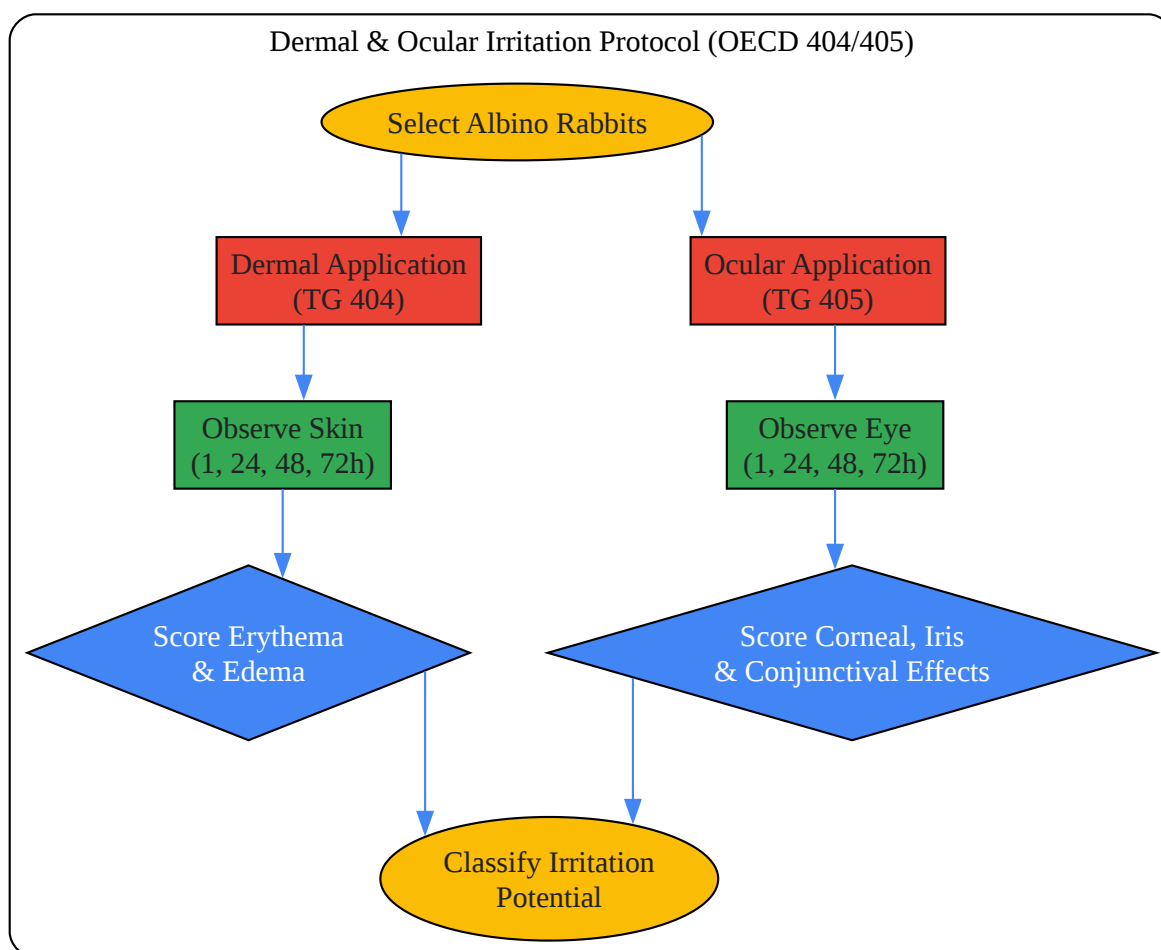 Dermal & Ocular Irritation Protocol (OECD 404/405)
Select Albino Rabbits
Dermal Application
(TG 404)
Ocular Application
(TG 405)
Observe Skin
(1, 24, 48, 72h)
Observe Eye
(1, 24, 48, 72h)
Score Erythema
& Edema
Score Corneal, Iris
& Conjunctival Effects
Classify Irritation
Potential